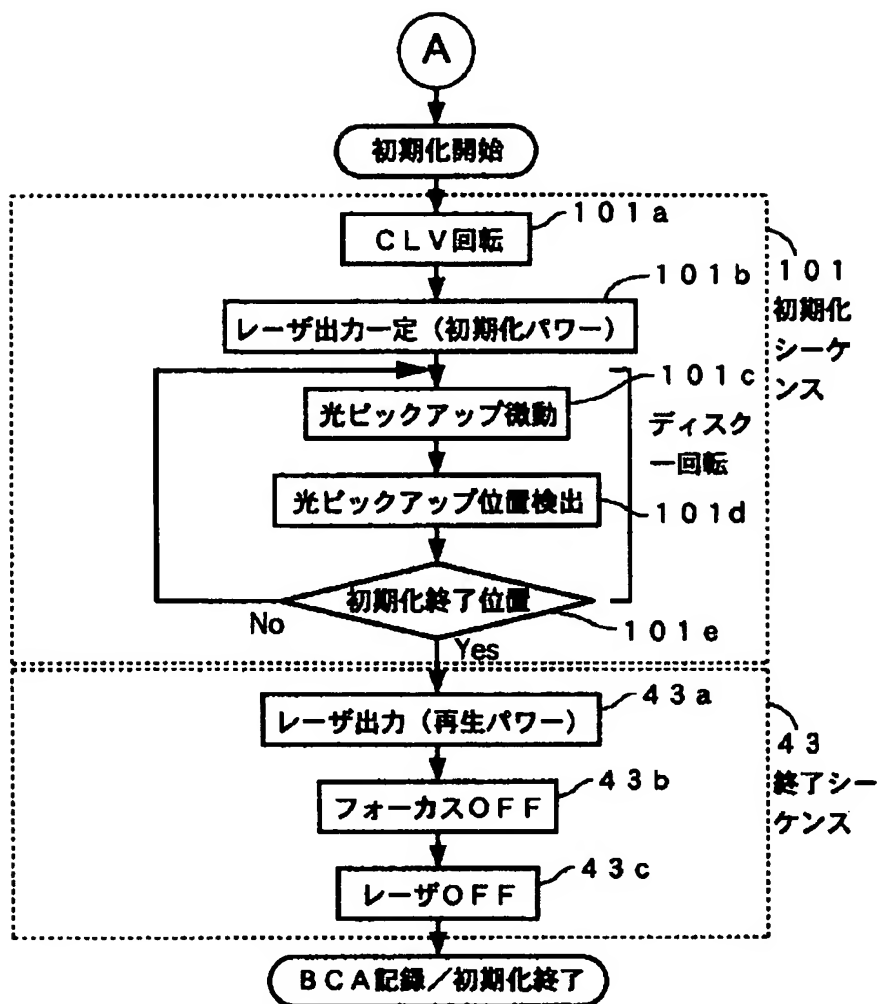 A
初期化開始
101a
CLV回転
101b
101
初期化
シーケ
ンス
レーザ出力一定（初期化パワー）
101c
光ピックアップ微動
ディスク
一回転
光ピックアップ位置検出
101d
初期化終了位置
No
101e
Yes
43a
レーザ出力（再生パワー）
43
終了シー
ケンス
43b
フォーカスOFF
43c
レーザOFF
BCA記録／初期化終了